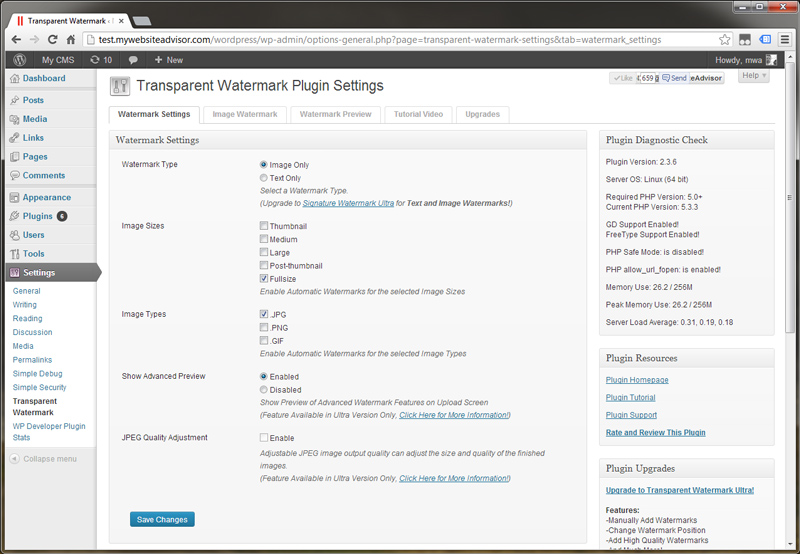 Transparent Watermark
test.mywebsiteadvisor.com/wordpress/wp-admin/options-general.php?page=transparent-watermark-settings&tab=watermark_settings
My CMS 10 + New Howdy, mwa
Help
Dashboard
Posts
Media
Links
Pages
Comments
Appearance
Plugins 6
Users
Tools
Settings
General
Writing
Reading
Discussion
Media
Permalinks
Simple Debug
Simple Security
Transparent
Watermark
WP Developer Plugin
Stats
Collapse menu
Transparent Watermark Plugin Settings
Like 659 Send eAdvisor
Watermark Settings Image Watermark Watermark Preview Tutorial Video Upgrades
Watermark Settings
Watermark Type
Image Only
Text Only
Select a Watermark Type.
(Upgrade to Signature Watermark Ultra for Text and Image Watermarks!)
Image Sizes
Thumbnail
Medium
Large
Post-thumbnail
Fullsize
Enable Automatic Watermarks for the selected Image Sizes
Image Types
.JPG
.PNG
.GIF
Enable Automatic Watermarks for the selected Image Types
Show Advanced Preview
Enabled
Disabled
Show Preview of Advanced Watermark Features on Upload Screen
(Feature Available in Ultra Version Only, Click Here for More Information!)
JPEG Quality Adjustment
Enable
Adjustable JPEG image output quality can adjust the size and quality of the finished
images.
(Feature Available in Ultra Version Only, Click Here for More Information!)
Save Changes
Plugin Diagnostic Check
Plugin Version: 2.3.6
Server OS: Linux (64 bit)
Required PHP Version: 5.0+
Current PHP Version: 5.3.3
GD Support Enabled!
FreeType Support Enabled!
PHP Safe Mode: is disabled!
PHP allow_url_fopen: is enabled!
Memory Use: 26.2 / 256M
Peak Memory Use: 26.2 / 256M
Server Load Average: 0.31, 0.19, 0.18
Plugin Resources
Plugin Homepage
Plugin Tutorial
Plugin Support
Rate and Review This Plugin
Plugin Upgrades
Upgrade to Transparent Watermark Ultra!
Features:
-Manually Add Watermarks
-Change Watermark Position
-Add High Quality Watermarks
-And Much More!